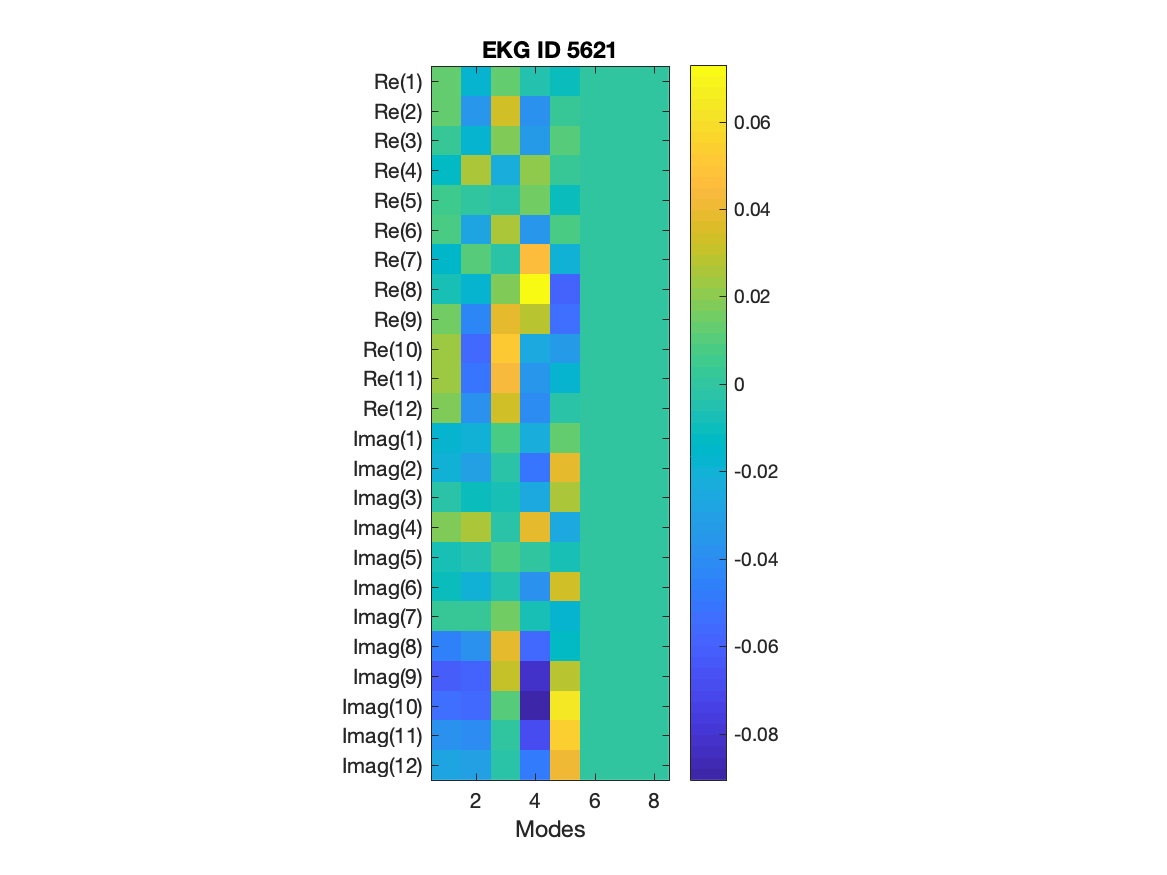 EKG ID 5621
Re(1)
Re(2)
Re(3)
Re(4)
Re(5)
Re(6)
Re(7)
Re(8)
Re(9)
Re(10)
Re(11)
Re(12)
Imag(1)
Imag(2)
Imag(3)
Imag(4)
Imag(5)
Imag(6)
Imag(7)
Imag(8)
Imag(9)
Imag(10)
Imag(11)
Imag(12)
2 4 6 8
Modes
0.06
0.04
0.02
0
-0.02
-0.04
-0.06
-0.08